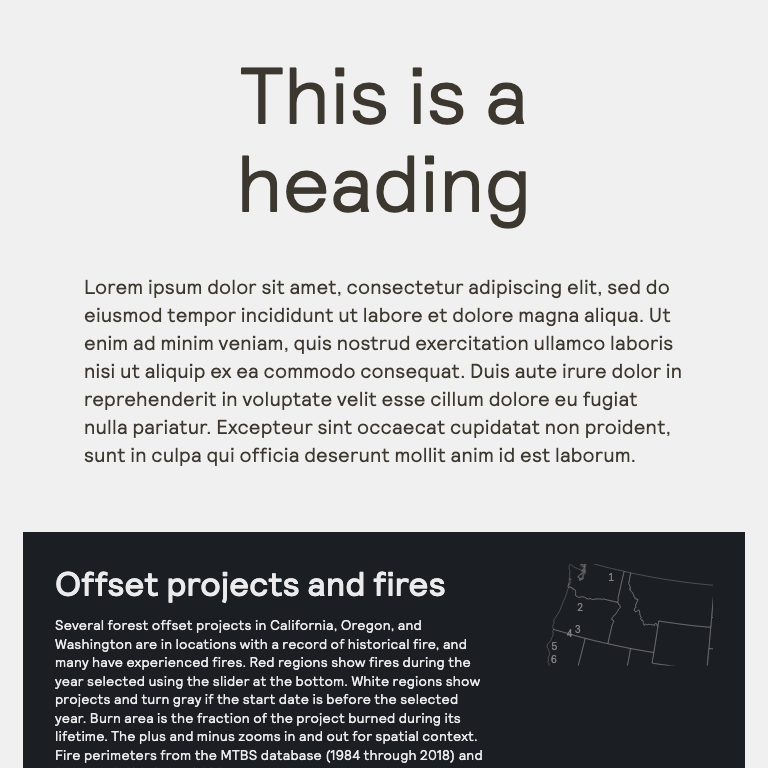 This is a
heading
Lorem ipsum dolor sit amet, consectetur adipiscing elit, sed do
eiusmod tempor incididunt ut labore et dolore magna aliqua. Ut
enim ad minim veniam, quis nostrud exercitation ullamco laboris
nisi ut aliquip ex ea commodo consequat. Duis aute irure dolor in
reprehenderit in voluptate velit esse cillum dolore eu fugiat
nulla pariatur. Excepteur sint occaecat cupidatat non proident,
sunt in culpa qui officia deserunt mollit anim id est laborum.
Offset projects and fires
Several forest offset projects in California, Oregon, and
Washington are in locations with a record of historical fire, and
many have experienced fires. Red regions show fires during the
year selected using the slider at the bottom. White regions show
projects and turn gray if the start date is before the selected
year. Burn area is the fraction of the project burned during its
lifetime. The plus and minus zooms in and out for spatial context.
Fire perimeters from the MTBS database (1984 through 2018) and
1
2
4 3
5
6